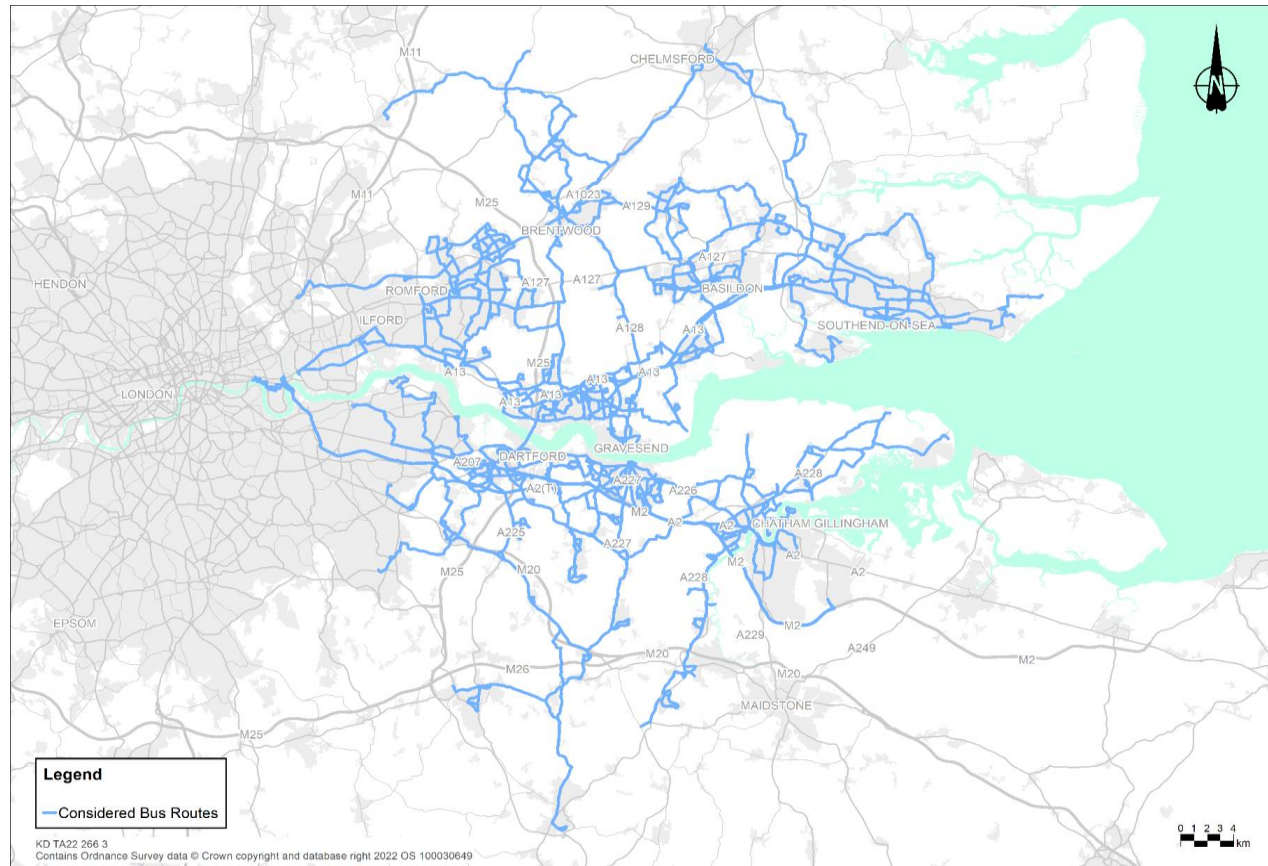 M11
CHELMSFORD
N
M11
M25
A1023
A129
BRENTWOOD
HENDON
A127
A127
A127
ROMFORD
BASILDON
ILFORD
A128
A13
SOUTHEND-ON-SEA
M25
A13
A13
A13
A13
A13
LONDON
GRAVESEND
DARTFORD
A207
A227
A228
A2(T)
A226
M2
A2
A2
CHATHAM GILLINGHAM
A225
A227
A2
M2
A2
M25
M20
A228
EPSOM
M2
A229
A249
M20
M2
M26
M20
MAIDSTONE
M25
Legend
Considered Bus Routes
0 1 2 3 4
km
KD TA22 266 3
Contains Ordnance Survey data © Crown copyright and database right 2022 OS 100030649